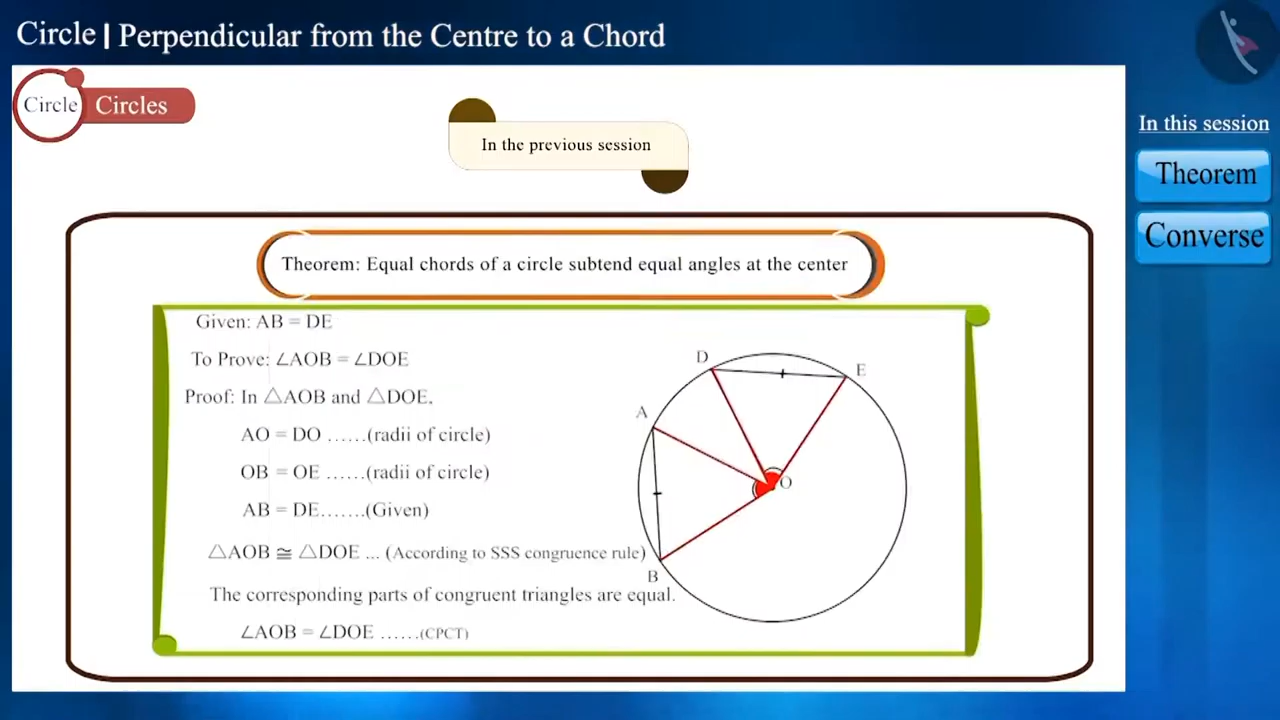 Circle | Perpendicular from the Centre to a Chord
Circle Circles
In the previous session
In this session
Theorem
Converse
Theorem: Equal chords of a circle subtend equal angles at the center
Given: AB = DE
To Prove: ∠AOB = ∠DOE
Proof: In △AOB and △DOE,
AO = DO ......(radii of circle)
OB = OE ......(radii of circle)
AB = DE.......(Given)
△AOB ≅ △DOE ... (According to SSS congruence rule)
The corresponding parts of congruent triangles are equal.
∠AOB = ∠DOE ......(CPCT)
D
E
A
O
B